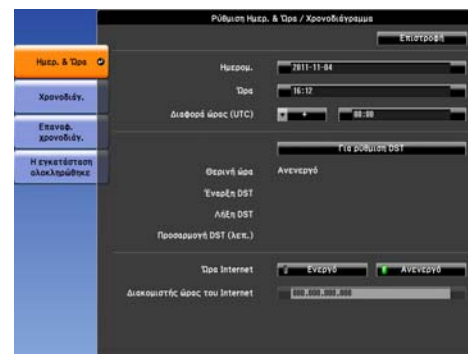 Ρύθμιση Ημερ. & Ώρα / Χρονοδιάγραμμα
Επιστροφή
Ημερ. & Ώρα
Χρονοδιάγ.
Επαναφ.
χρονοδιάγ.
Η εγκατάσταση
ολοκληρώθηκε
Ημερομ. 2011-11-04
Ώρα 16:12
Διαφορά ώρας (UTC) + 00:00
Για ρύθμιση DST
Θερινή ώρα Ανενεργό
Έναρξη DST
Λήξη DST
Προσαρμογή DST (λεπ.)
Ώρα Internet Ενεργό Ανενεργό
Διακομιστής ώρας του Internet 000.000.000.000